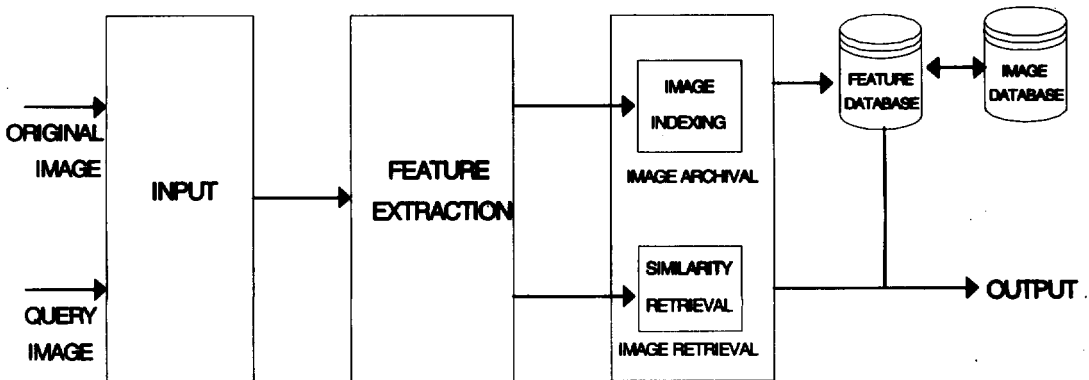 ORIGINAL
IMAGE
QUERY
IMAGE
INPUT
FEATURE
EXTRACTION
IMAGE
INDEXING
IMAGE ARCHIVAL
SIMILARITY
RETRIEVAL
IMAGE RETRIEVAL
FEATURE
DATABASE
IMAGE
DATABASE
OUTPUT